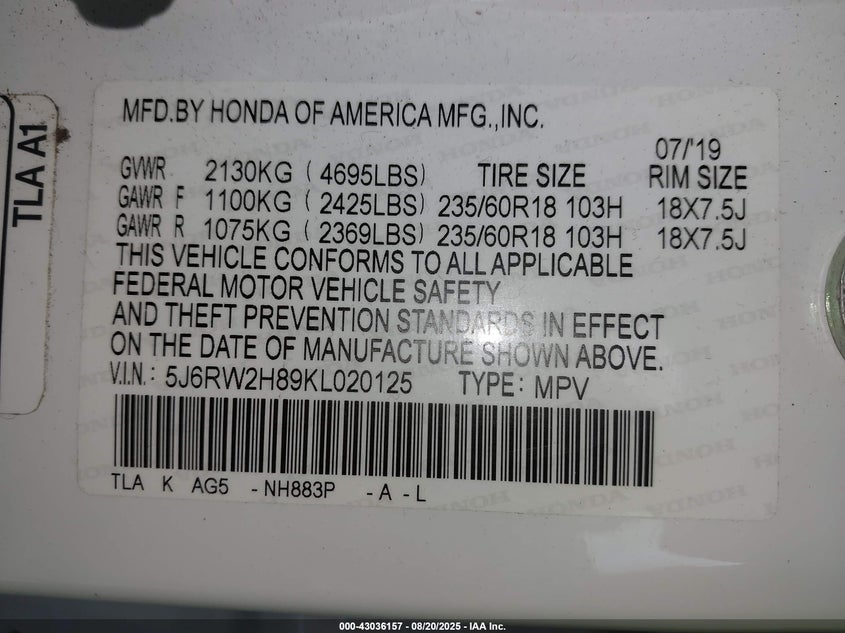 TLA A1
MFD.BY HONDA OF AMERICA MFG.,INC.
07/'19
GVWR 2130KG ( 4695LBS) TIRE SIZE RIM SIZE
GAWR F 1100KG ( 2425LBS) 235/60R18 103H 18X7.5J
GAWR R 1075KG ( 2369LBS) 235/60R18 103H 18X7.5J
THIS VEHICLE CONFORMS TO ALL APPLICABLE
FEDERAL MOTOR VEHICLE SAFETY
AND THEFT PREVENTION STANDARDS IN EFFECT
ON THE DATE OF MANUFACTURE SHOWN ABOVE.
V.I.N.: 5J6RW2H89KL020125 TYPE: MPV
TLA K AG5 -NH883P -A-L
000-43036157 - 08/20/2025 - IAA Inc.